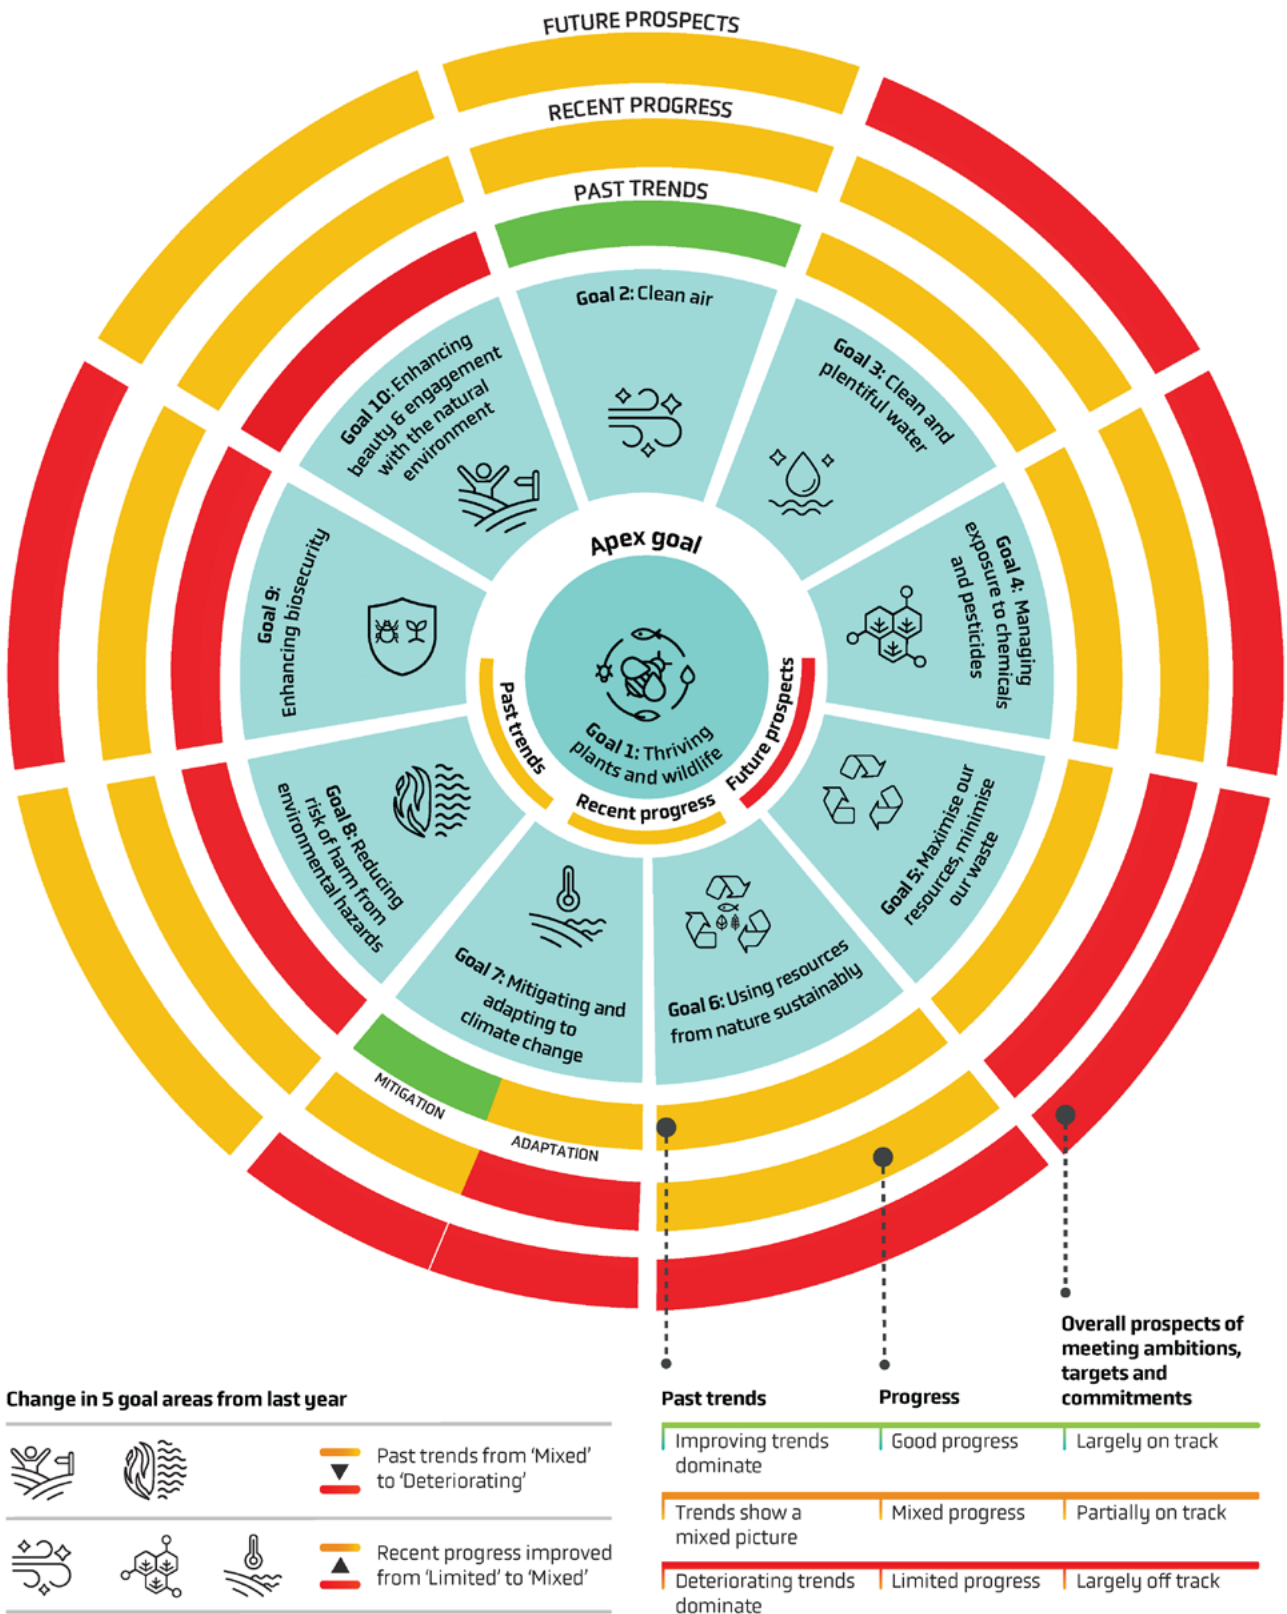 FUTURE PROSPECTS
RECENT PROGRESS
PAST TRENDS
Goal 2: Clean air
Goal 3: Clean and
plentiful water
Goal 4: Managing
exposure to chemicals
and pesticides
Goal 5: Maximise our
resources, minimise
our waste
Goal 6: Using resources
from nature sustainably
Goal 7: Mitigating and
adapting to
climate change
MITIGATION
ADAPTATION
Goal 8: Reducing
risk of harm from
environmental hazards
Goal 9:
Enhancing biosecurity
Goal 10: Enhancing
beauty & engagement
with the natural
environment
Apex goal
Goal 1: Thriving
plants and wildlife
Past trends
Recent progress
Future prospects
Change in 5 goal areas from last year
Past trends from ‘Mixed’
to ‘Deteriorating’
Recent progress improved
from ‘Limited’ to ‘Mixed’
Past trends
Progress
Overall prospects of
meeting ambitions,
targets and
commitments
Improving trends
dominate
Good progress
Largely on track
Trends show a
mixed picture
Mixed progress
Partially on track
Deteriorating trends
dominate
Limited progress
Largely off track